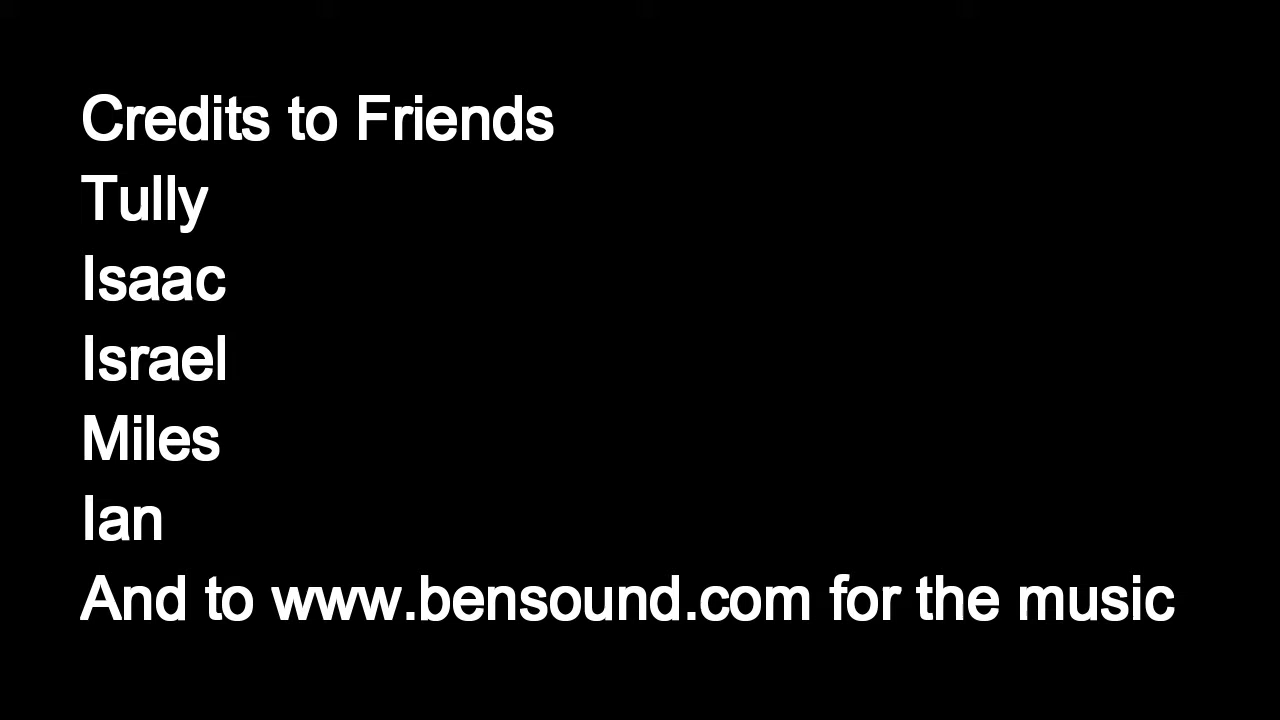 Credits to Friends
Tully
Isaac
Israel
Miles
Ian
And to www.bensound.com for the music